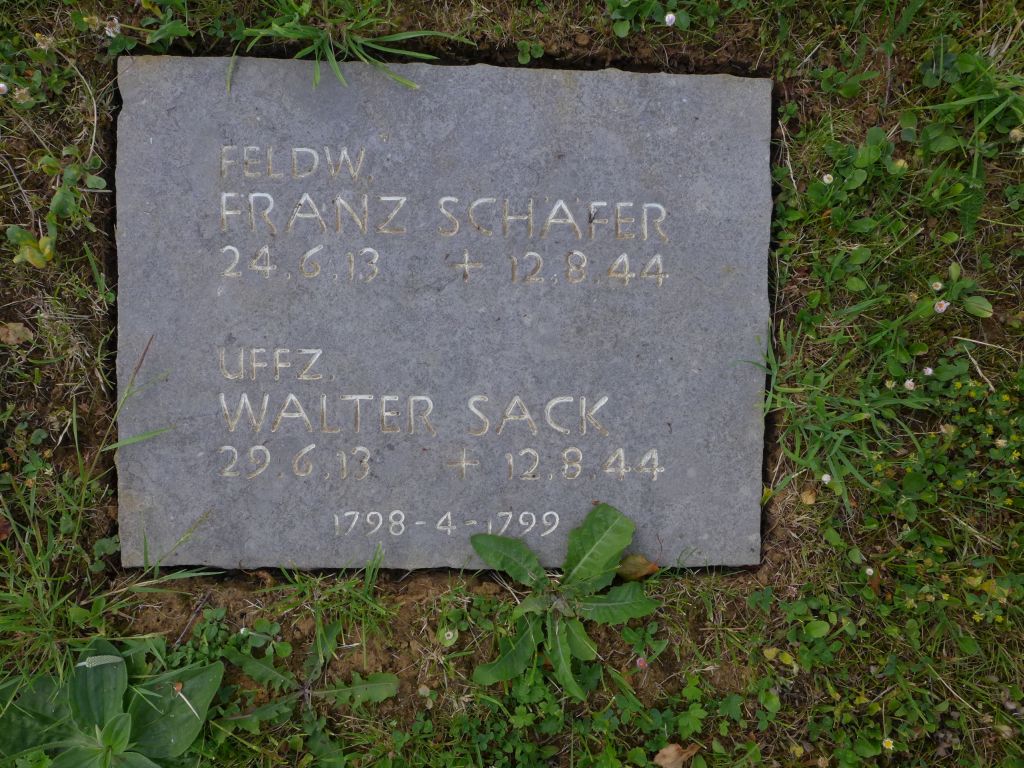 FELDW.
FRANZ SCHÄFER
24.6.13 + 12.8.44
UFFZ.
WALTER SACK
29.6.13 + 12.8.44
1798-4-1799